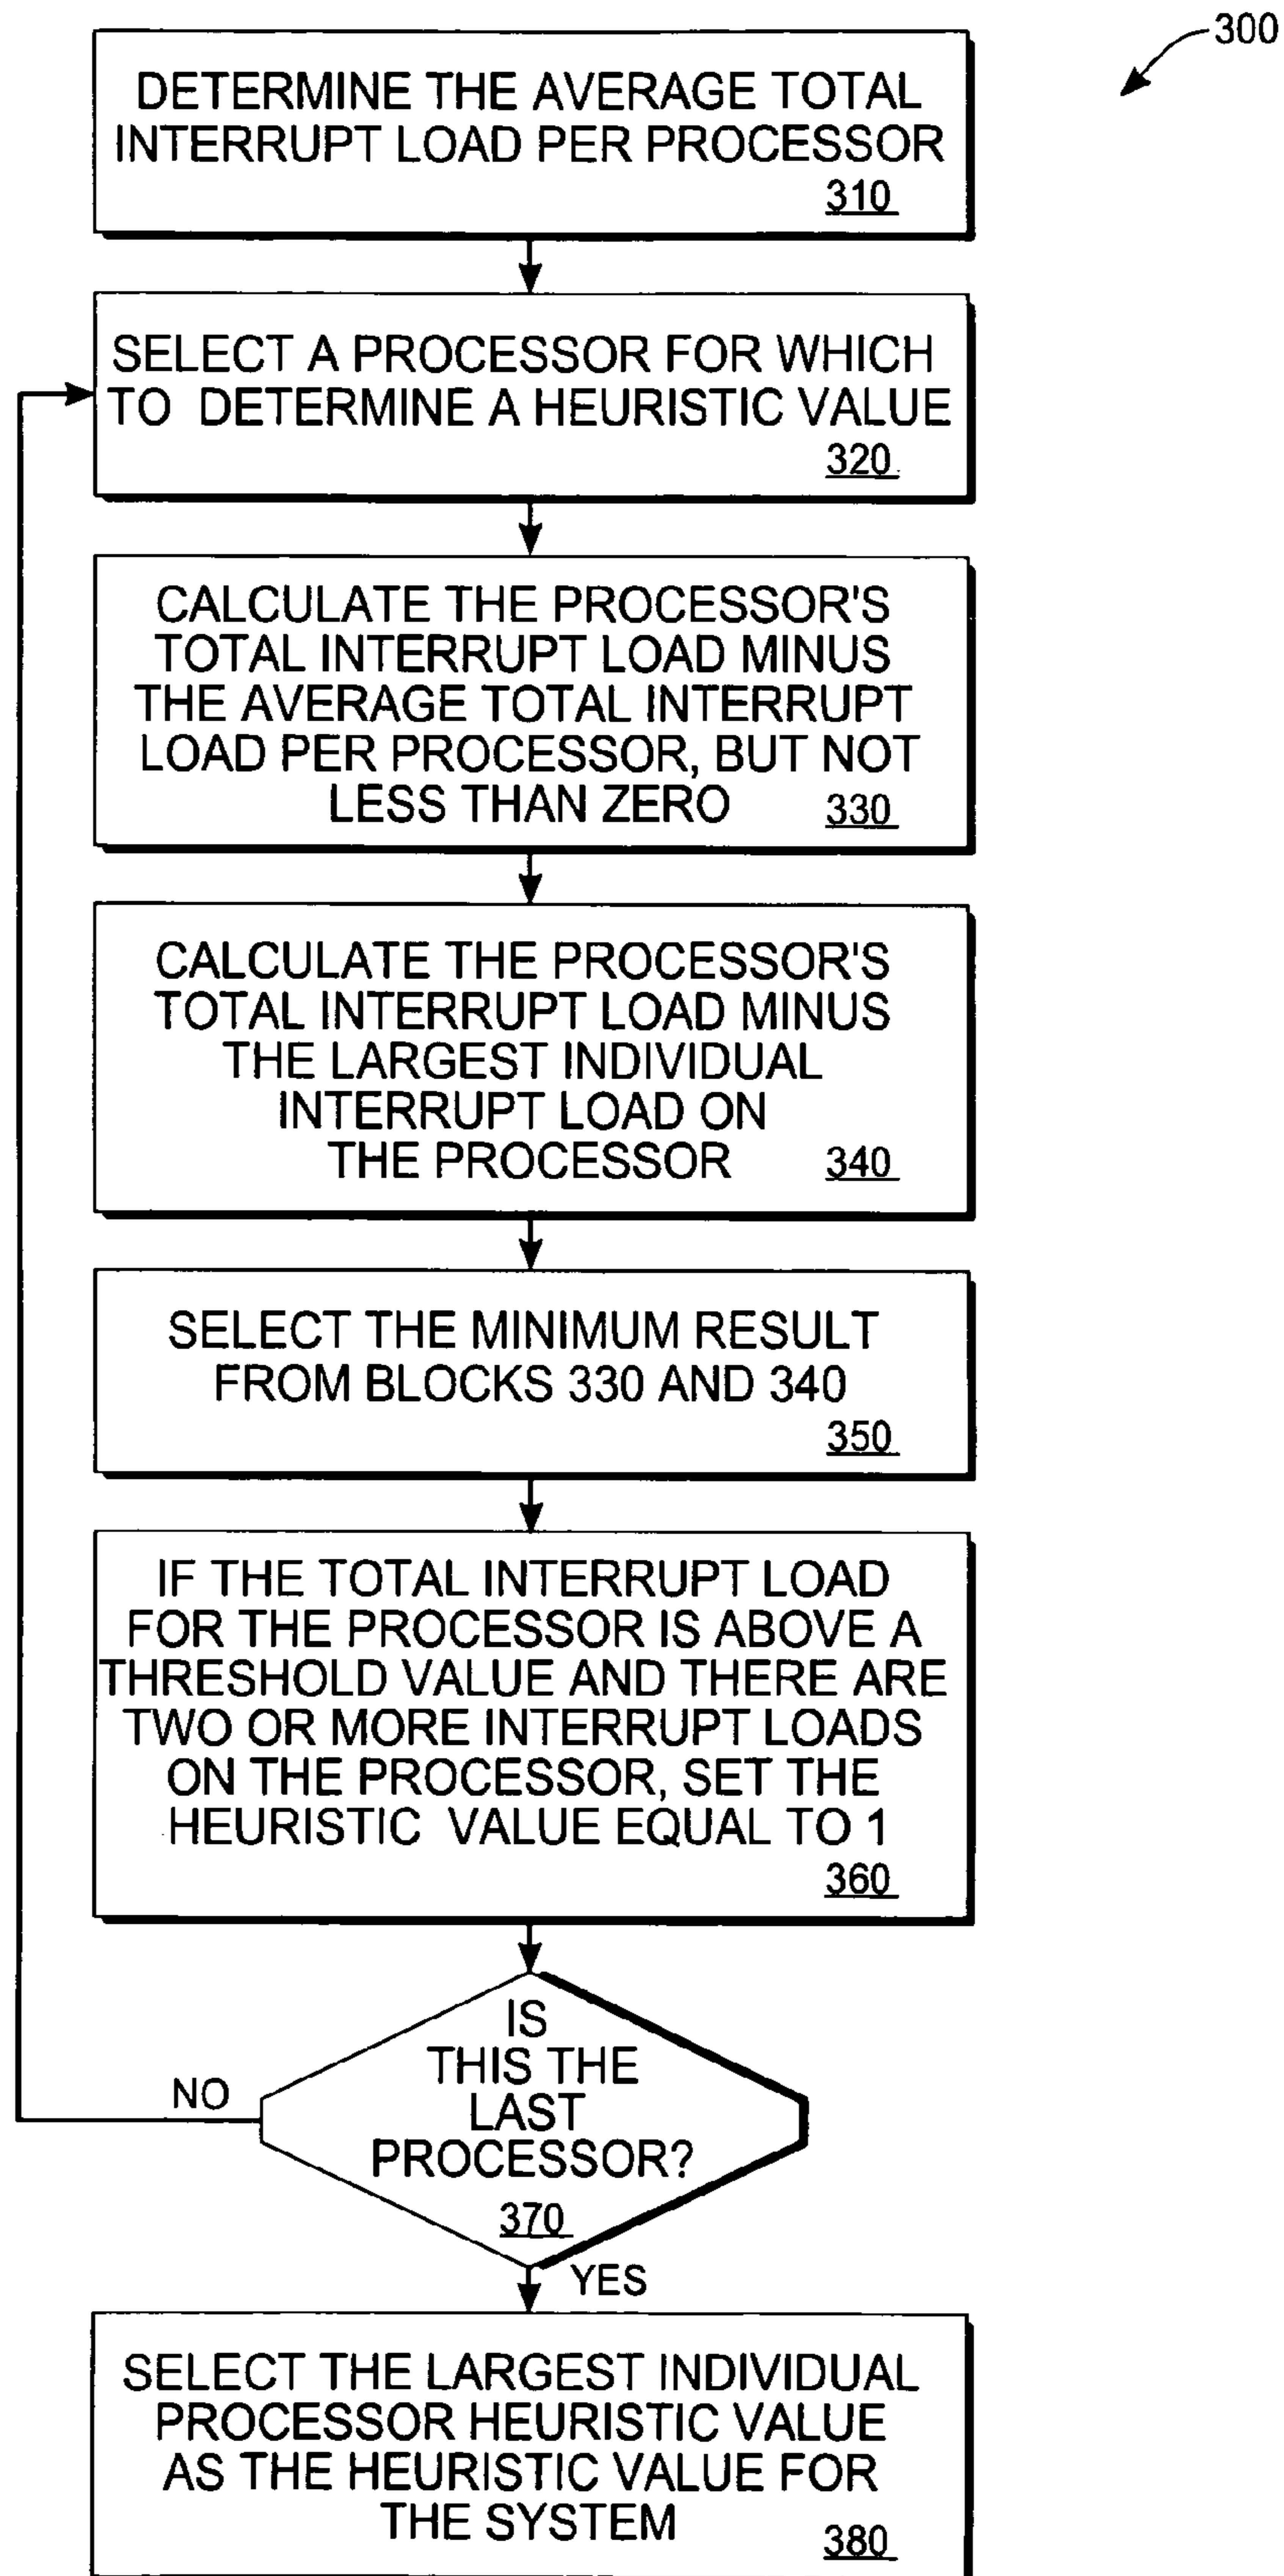 300
DETERMINE THE AVERAGE TOTAL
INTERRUPT LOAD PER PROCESSOR
310
SELECT A PROCESSOR FOR WHICH
TO DETERMINE A HEURISTIC VALUE
320
CALCULATE THE PROCESSOR'S
TOTAL INTERRUPT LOAD MINUS
THE AVERAGE TOTAL INTERRUPT
LOAD PER PROCESSOR, BUT NOT
LESS THAN ZERO 330
CALCULATE THE PROCESSOR'S
TOTAL INTERRUPT LOAD MINUS
THE LARGEST INDIVIDUAL
INTERRUPT LOAD ON
THE PROCESSOR 340
SELECT THE MINIMUM RESULT
FROM BLOCKS 330 AND 340
350
IF THE TOTAL INTERRUPT LOAD
FOR THE PROCESSOR IS ABOVE A
THRESHOLD VALUE AND THERE ARE
TWO OR MORE INTERRUPT LOADS
ON THE PROCESSOR, SET THE
HEURISTIC VALUE EQUAL TO 1
360
IS
THIS THE
LAST
PROCESSOR?
370
NO
YES
SELECT THE LARGEST INDIVIDUAL
PROCESSOR HEURISTIC VALUE
AS THE HEURISTIC VALUE FOR
THE SYSTEM 380